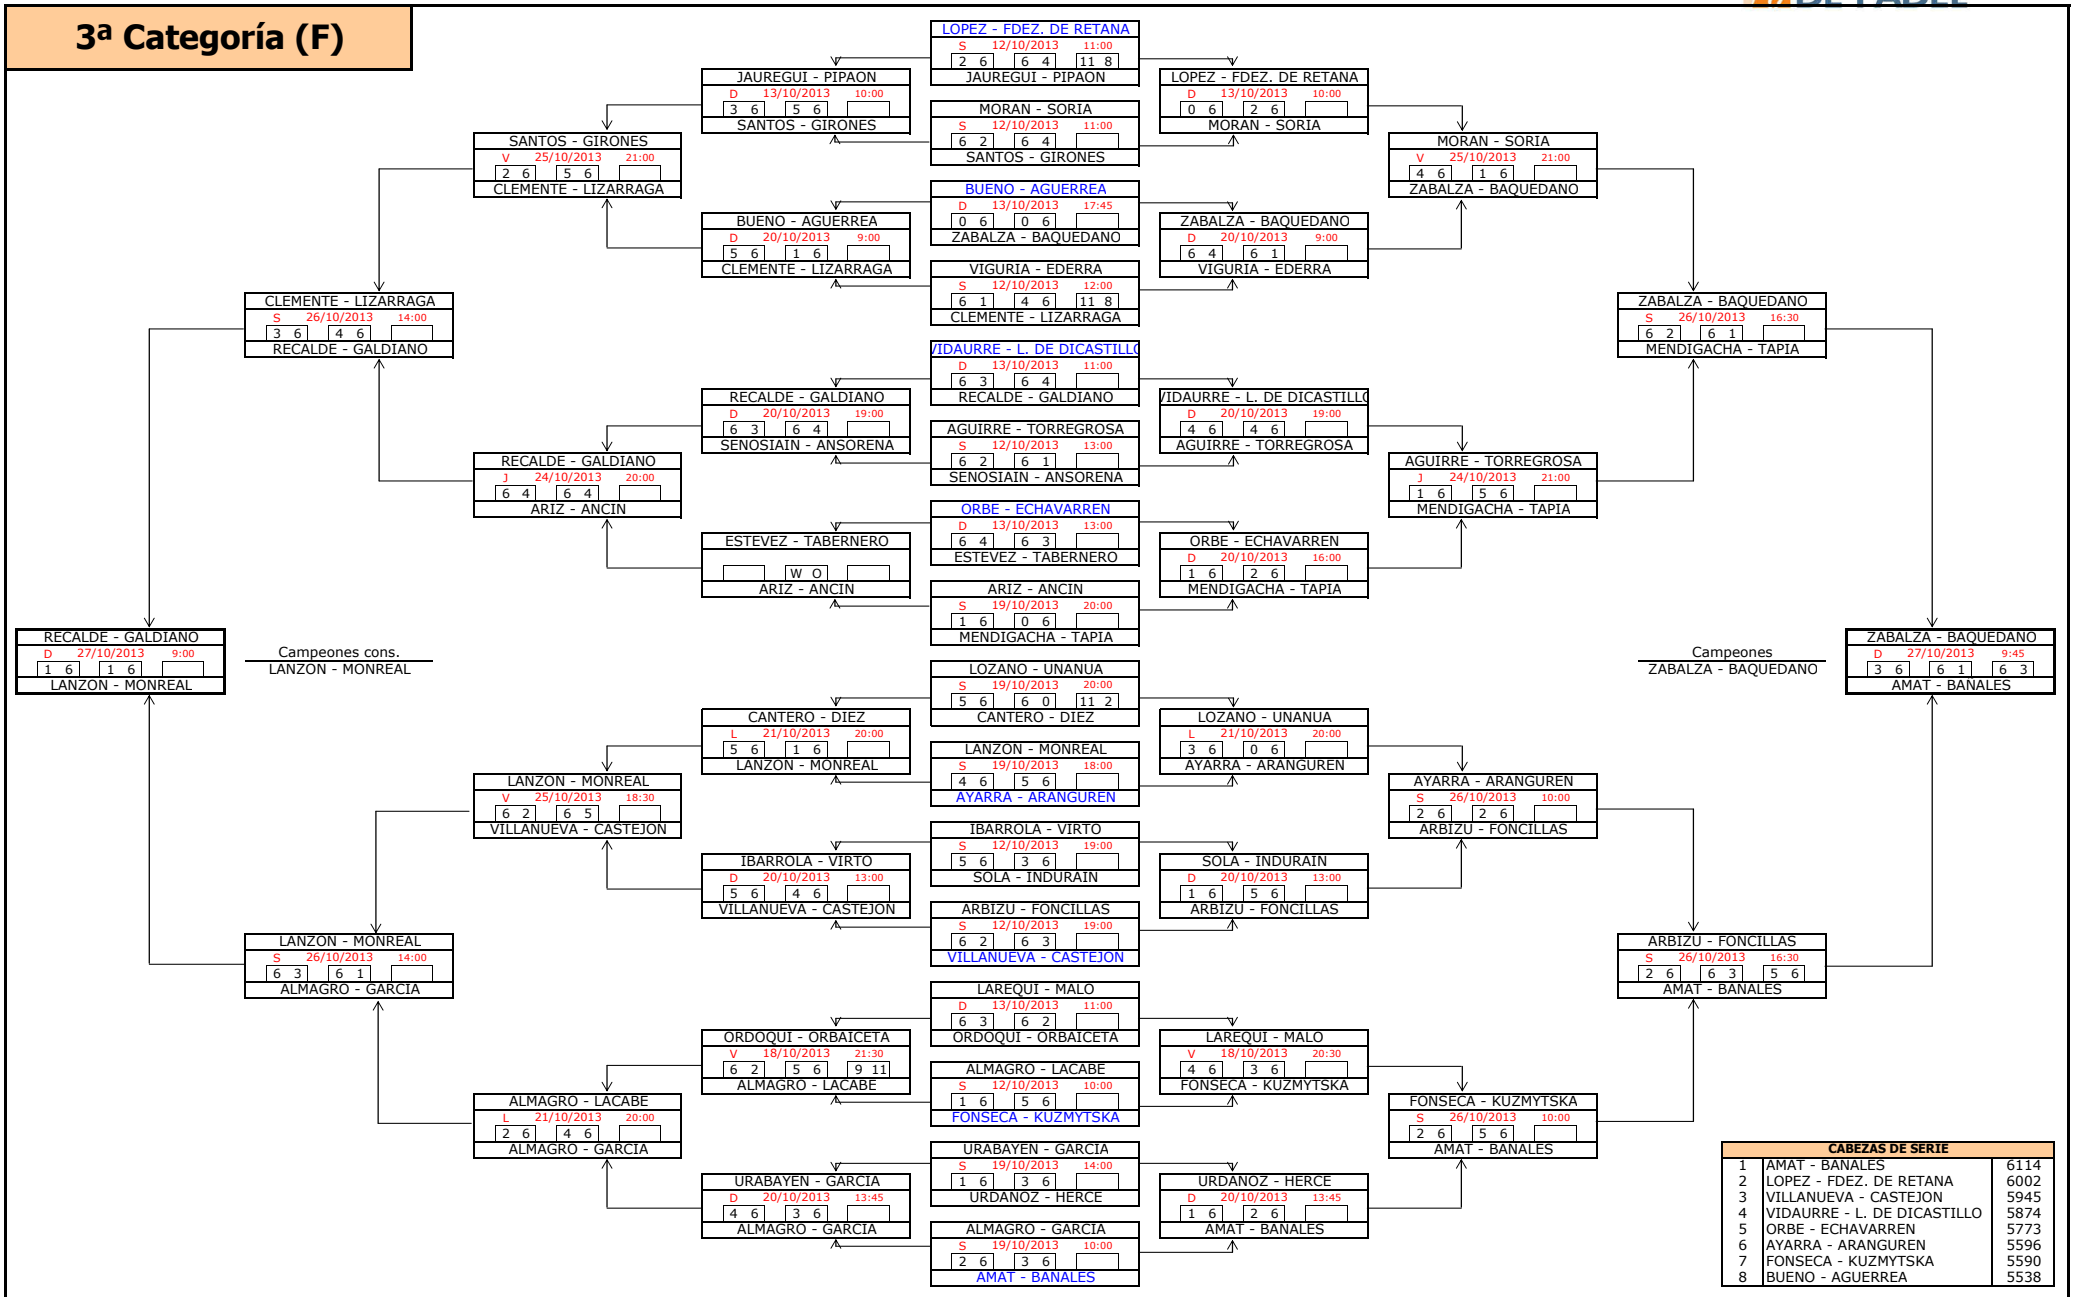 3ª Categoría (F)
DE PADEL
LOPEZ - FDEZ. DE RETANA
S 12/10/2013 11:00
2 6 6 4 11 8
JAUREGUI - PIPAON
MORAN - SORIA
S 12/10/2013 11:00
6 2 6 4
SANTOS - GIRONES
BUENO - AGUERREA
D 13/10/2013 17:45
0 6 0 6
ZABALZA - BAQUEDANO
VIGURIA - EDERRA
S 12/10/2013 12:00
6 1 4 6 11 8
CLEMENTE - LIZARRAGA
VIDAURRE - L. DE DICASTILLO
D 13/10/2013 11:00
6 3 6 4
RECALDE - GALDIANO
AGUIRRE - TORREGROSA
S 12/10/2013 13:00
6 2 6 1
SENOSIAIN - ANSORENA
ORBE - ECHAVARREN
D 13/10/2013 13:00
6 4 6 3
ESTEVEZ - TABERNERO
ARIZ - ANCIN
S 19/10/2013 20:00
1 6 0 6
MENDIGACHA - TAPIA
LOZANO - UNANUA
S 19/10/2013 20:00
5 6 6 0 11 2
CANTERO - DIEZ
LANZON - MONREAL
S 19/10/2013 18:00
4 6 5 6
AYARRA - ARANGUREN
IBARROLA - VIRTO
S 12/10/2013 19:00
5 6 3 6
SOLA - INDURAIN
ARBIZU - FONCILLAS
S 12/10/2013 19:00
6 2 6 3
VILLANUEVA - CASTEJON
LAREQUI - MALO
D 13/10/2013 11:00
6 3 6 2
ORDOQUI - ORBAICETA
ALMAGRO - LACABE
S 12/10/2013 10:00
1 6 5 6
FONSECA - KUZMYTSKA
URABAYEN - GARCIA
S 19/10/2013 14:00
1 6 3 6
URDANOZ - HERCE
ALMAGRO - GARCIA
S 19/10/2013 10:00
2 6 3 6
AMAT - BAÑALES
JAUREGUI - PIPAON
D 13/10/2013 10:00
3 6 5 6
SANTOS - GIRONES
BUENO - AGUERREA
D 20/10/2013 9:00
5 6 1 6
CLEMENTE - LIZARRAGA
RECALDE - GALDIANO
D 20/10/2013 19:00
6 3 6 4
SENOSIAIN - ANSORENA
ESTEVEZ - TABERNERO
W O
ARIZ - ANCIN
CANTERO - DIEZ
L 21/10/2013 20:00
5 6 1 6
LANZON - MONREAL
IBARROLA - VIRTO
D 20/10/2013 13:00
5 6 4 6
VILLANUEVA - CASTEJON
ORDOQUI - ORBAICETA
V 18/10/2013 21:30
6 2 5 6 9 11
ALMAGRO - LACABE
URABAYEN - GARCIA
D 20/10/2013 13:45
4 6 3 6
ALMAGRO - GARCIA
SANTOS - GIRONES
V 25/10/2013 21:00
2 6 5 6
CLEMENTE - LIZARRAGA
RECALDE - GALDIANO
J 24/10/2013 20:00
6 4 6 4
ARIZ - ANCIN
LANZON - MONREAL
V 25/10/2013 18:30
6 2 6 5
VILLANUEVA - CASTEJON
ALMAGRO - LACABE
L 21/10/2013 20:00
2 6 4 6
ALMAGRO - GARCIA
CLEMENTE - LIZARRAGA
S 26/10/2013 14:00
3 6 4 6
RECALDE - GALDIANO
LANZON - MONREAL
S 26/10/2013 14:00
6 3 6 1
ALMAGRO - GARCIA
RECALDE - GALDIANO
D 27/10/2013 9:00
1 6 1 6
LANZON - MONREAL
Campeones cons.
LANZON - MONREAL
LOPEZ - FDEZ. DE RETANA
D 13/10/2013 10:00
0 6 2 6
MORAN - SORIA
ZABALZA - BAQUEDANO
D 20/10/2013 9:00
6 4 6 1
VIGURIA - EDERRA
VIDAURRE - L. DE DICASTILLO
D 20/10/2013 19:00
4 6 4 6
AGUIRRE - TORREGROSA
ORBE - ECHAVARREN
D 20/10/2013 16:00
1 6 2 6
MENDIGACHA - TAPIA
LOZANO - UNANUA
L 21/10/2013 20:00
3 6 0 6
AYARRA - ARANGUREN
SOLA - INDURAIN
D 20/10/2013 13:00
1 6 5 6
ARBIZU - FONCILLAS
LAREQUI - MALO
V 18/10/2013 20:30
4 6 3 6
FONSECA - KUZMYTSKA
URDANOZ - HERCE
D 20/10/2013 13:45
1 6 2 6
AMAT - BAÑALES
MORAN - SORIA
V 25/10/2013 21:00
4 6 1 6
ZABALZA - BAQUEDANO
AGUIRRE - TORREGROSA
J 24/10/2013 21:00
1 6 5 6
MENDIGACHA - TAPIA
AYARRA - ARANGUREN
S 26/10/2013 10:00
2 6 2 6
ARBIZU - FONCILLAS
FONSECA - KUZMYTSKA
S 26/10/2013 10:00
2 6 5 6
AMAT - BAÑALES
ZABALZA - BAQUEDANO
S 26/10/2013 16:30
6 2 6 1
MENDIGACHA - TAPIA
ARBIZU - FONCILLAS
S 26/10/2013 16:30
2 6 6 3 5 6
AMAT - BAÑALES
Campeones
ZABALZA - BAQUEDANO
ZABALZA - BAQUEDANO
D 27/10/2013 9:45
3 6 6 1 6 3
AMAT - BAÑALES
CABEZAS DE SERIE
1 AMAT - BAÑALES 6114
2 LOPEZ - FDEZ. DE RETANA 6002
3 VILLANUEVA - CASTEJON 5945
4 VIDAURRE - L. DE DICASTILLO 5874
5 ORBE - ECHAVARREN 5773
6 AYARRA - ARANGUREN 5596
7 FONSECA - KUZMYTSKA 5590
8 BUENO - AGUERREA 5538